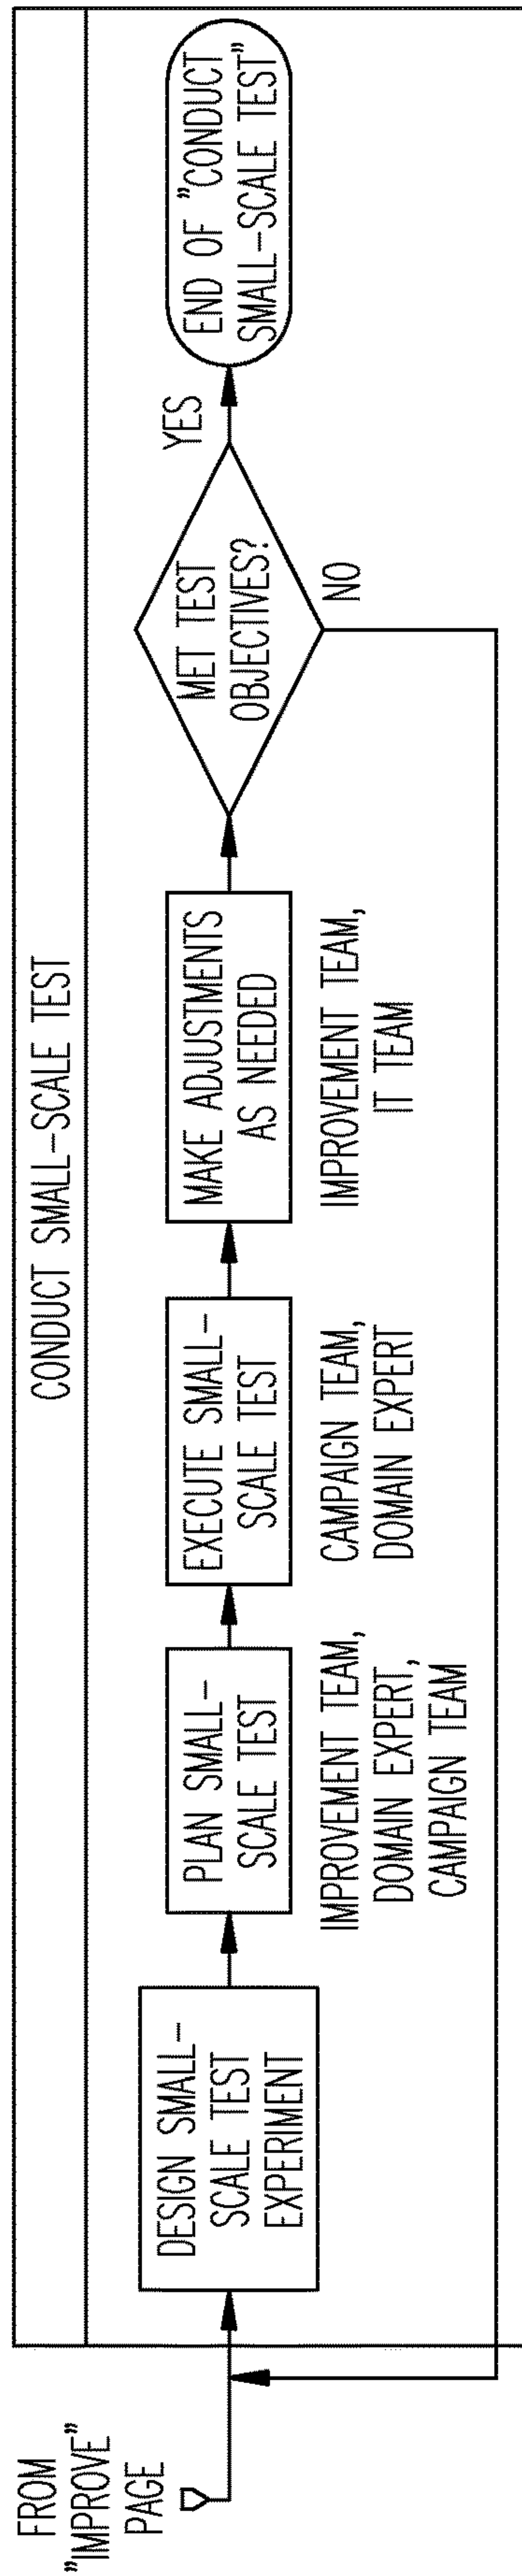 CONDUCT SMALL-SCALE TEST
FROM
"IMPROVE"
PAGE
DESIGN SMALL-
SCALE TEST
EXPERIMENT
PLAN SMALL-
SCALE TEST
IMPROVEMENT TEAM,
DOMAIN EXPERT,
CAMPAIGN TEAM
EXECUTE SMALL-
SCALE TEST
CAMPAIGN TEAM,
DOMAIN EXPERT
MAKE ADJUSTMENTS
AS NEEDED
IMPROVEMENT TEAM,
IT TEAM
MET TEST
OBJECTIVES?
YES
NO
END OF "CONDUCT
SMALL-SCALE TEST"